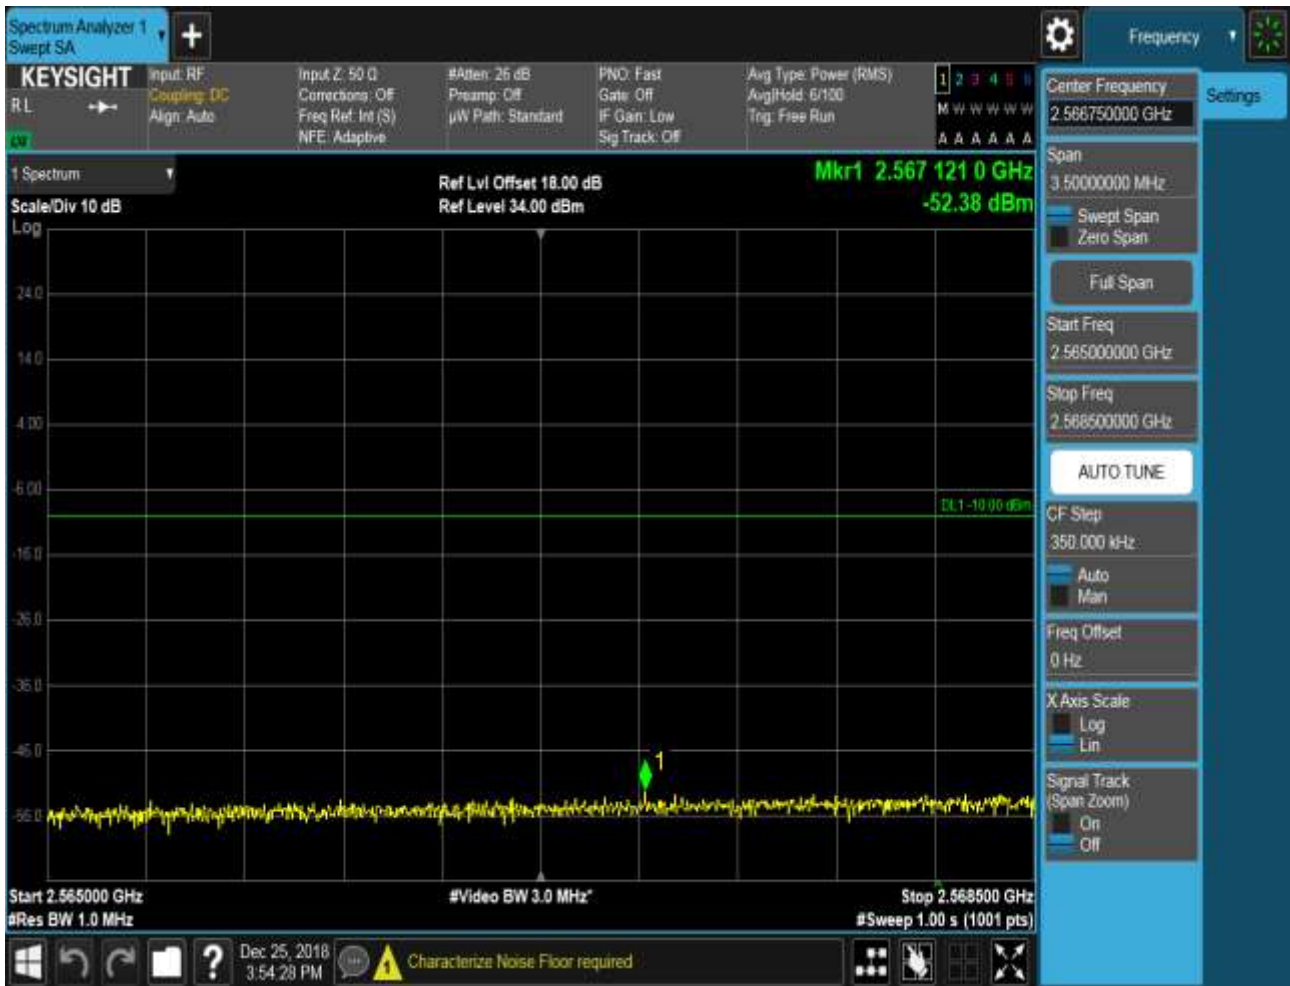 Spectrum Analyzer 1
Swept SA
Frequency
KEYSIGHT
R L
Input: RF
Coupling: DC
Align: Auto
Input Z: 50 Ω
Corrections: Off
Freq Ref: Int (S)
NFE: Adaptive
#Atten: 26 dB
Preamp: Off
µW Path: Standard
PNO: Fast
Gate: Off
IF Gain: Low
Sig Track: Off
Avg Type: Power (RMS)
Avg|Hold: 6/100
Trig: Free Run
1 2 3 4 5 6
M W W W W W
A A A A A A
1 Spectrum
Scale/Div 10 dB
Log
Ref Lvl Offset 18.00 dB
Ref Level 34.00 dBm
Mkr1 2.567 121 0 GHz
-52.38 dBm
24.0
14.0
4.00
-6.00
-16.0
-26.0
-36.0
-46.0
-56.0
DL1 -10.00 dBm
1
Start 2.565000 GHz
#Res BW 1.0 MHz
#Video BW 3.0 MHz*
Stop 2.568500 GHz
#Sweep 1.00 s (1001 pts)
Center Frequency
2.566750000 GHz
Settings
Span
3.50000000 MHz
Swept Span
Zero Span
Full Span
Start Freq
2.565000000 GHz
Stop Freq
2.568500000 GHz
AUTO TUNE
CF Step
350.000 kHz
Auto
Man
Freq Offset
0 Hz
X Axis Scale
Log
Lin
Signal Track
(Span Zoom)
On
Off
?
Dec 25, 2018
3:54:28 PM
1
Characterize Noise Floor required